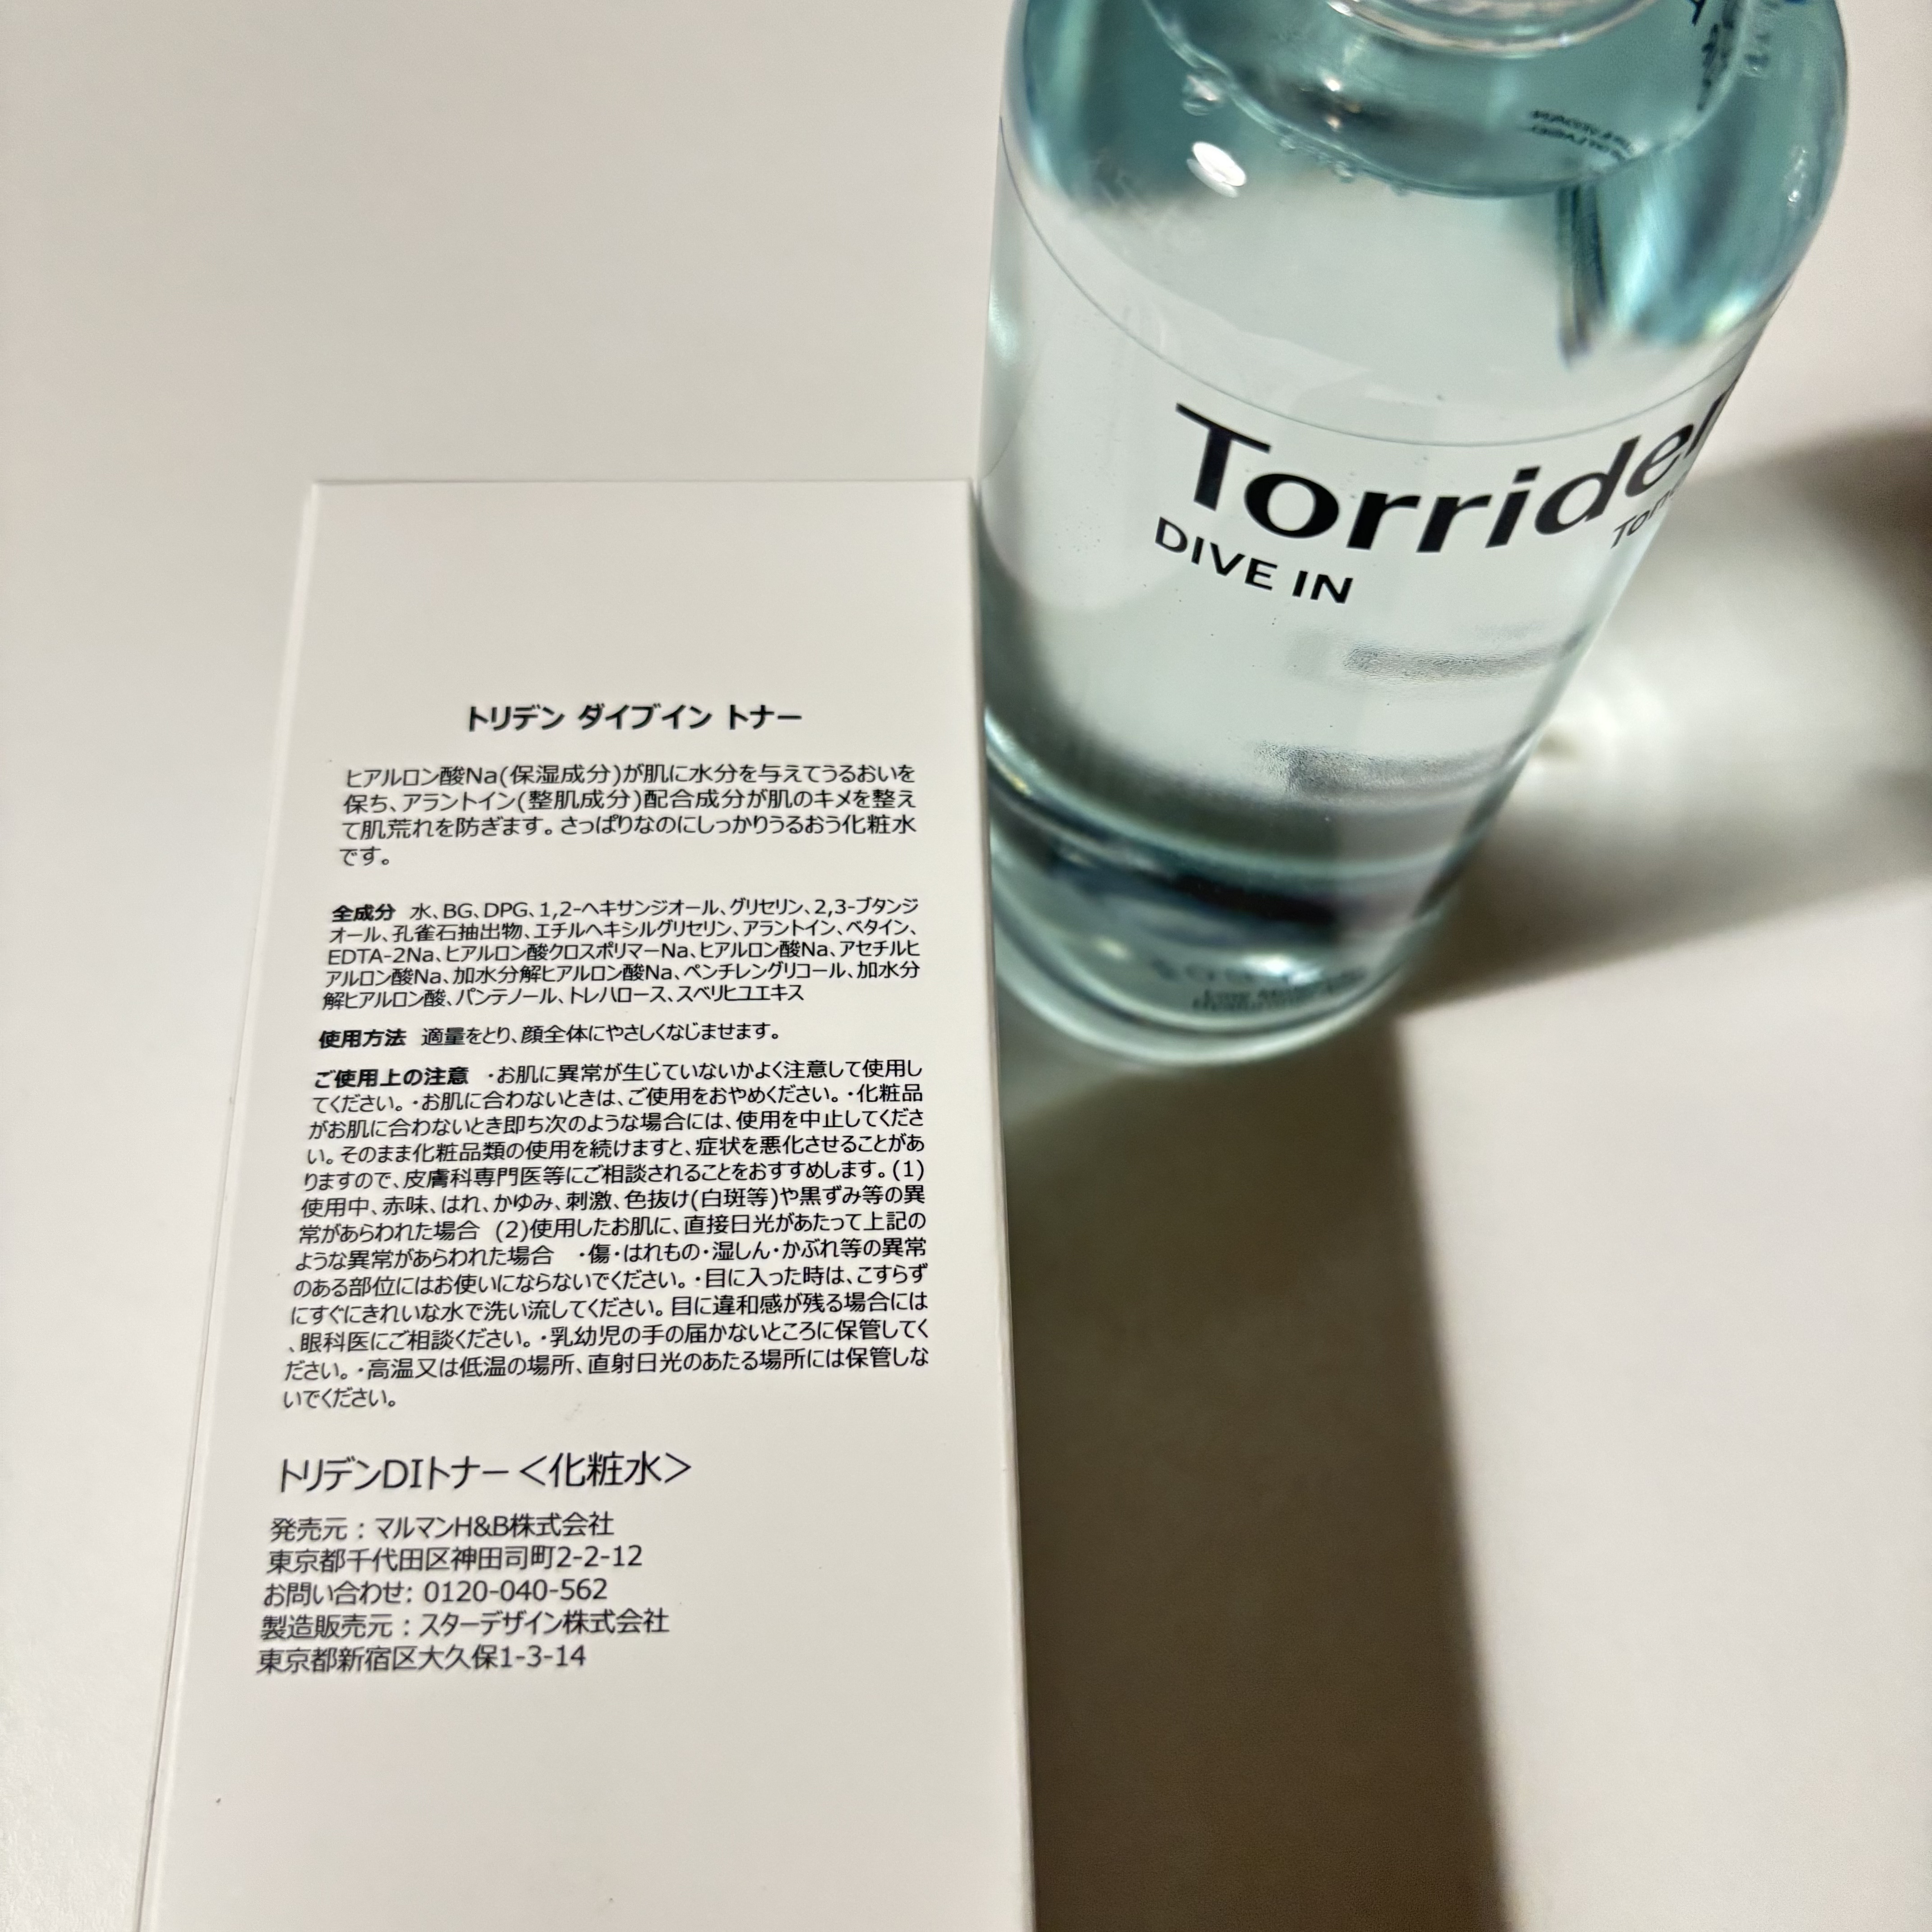 Torriden
DIVE IN
トリデン ダイブイン トナー
ヒアルロン酸Na(保湿成分)が肌に水分を与えてうるおいを
保ち、アラントイン(整肌成分)配合成分が肌のキメを整え
て肌荒れを防ぎます。さっぱりなのにしっかりうるおう化粧水
です。
全成分 水、BG、DPG、1,2-ヘキサンジオール、グリセリン、2,3-ブタンジ
オール、孔雀石抽出物、エチルヘキシルグリセリン、アラントイン、ベタイン、
EDTA-2Na、ヒアルロン酸クロスポリマーNa、ヒアルロン酸Na、アセチルヒ
アルロン酸Na、加水分解ヒアルロン酸Na、ペンチレングリコール、加水分
解ヒアルロン酸、パンテノール、トレハロース、スベリヒユエキス
使用方法 適量をとり、顔全体にやさしくなじませます。
ご使用上の注意 ・お肌に異常が生じていないかよく注意して使用し
てください。・お肌に合わないときは、ご使用をおやめください。・化粧品
がお肌に合わないとき即ち次のような場合には、使用を中止してくださ
い。そのまま化粧品類の使用を続けますと、症状を悪化させることがあ
りますので、皮膚科専門医等にご相談されることをおすすめします。(1)
使用中、赤味、はれ、かゆみ、刺激、色抜け(白斑等)や黒ずみ等の異
常があらわれた場合 (2)使用したお肌に、直接日光があたって上記の
ような異常があらわれた場合 ・傷・はれもの・湿しん・かぶれ等の異常
のある部位にはお使いにならないでください。・目に入った時は、こすらず
にすぐにきれいな水で洗い流してください。目に違和感が残る場合には
、眼科医にご相談ください。・乳幼児の手の届かないところに保管してく
ださい。・高温又は低温の場所、直射日光のあたる場所には保管しな
いでください。
トリデンDIトナー＜化粧水＞
発売元：マルマンH&B株式会社
東京都千代田区神田司町2-2-12
お問い合わせ: 0120-040-562
製造販売元：スターデザイン株式会社
東京都新宿区大久保1-3-14